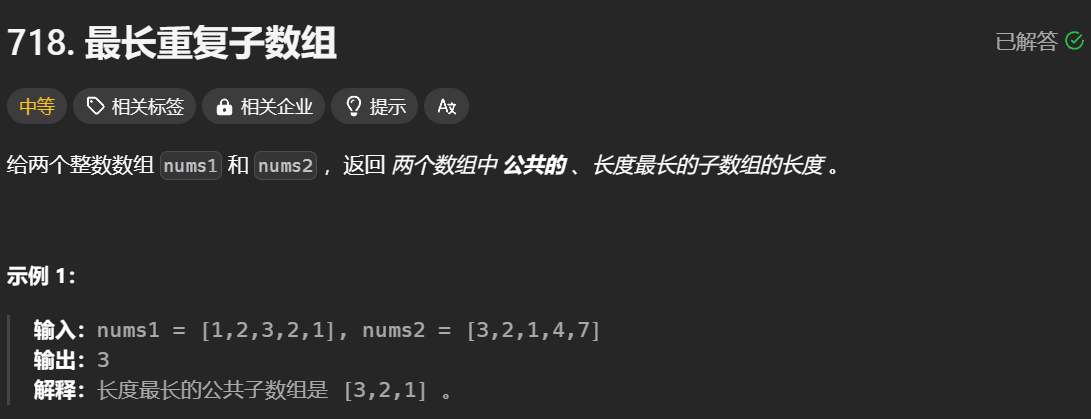 718. 最长重复子数组
已解答
中等 相关标签 相关企业 提示
给两个整数数组 nums1 和 nums2 ，返回 两个数组中 公共的 、长度最长的子数组的长度 。
示例 1：
输入：nums1 = [1,2,3,2,1], nums2 = [3,2,1,4,7]
输出：3
解释：长度最长的公共子数组是 [3,2,1] 。